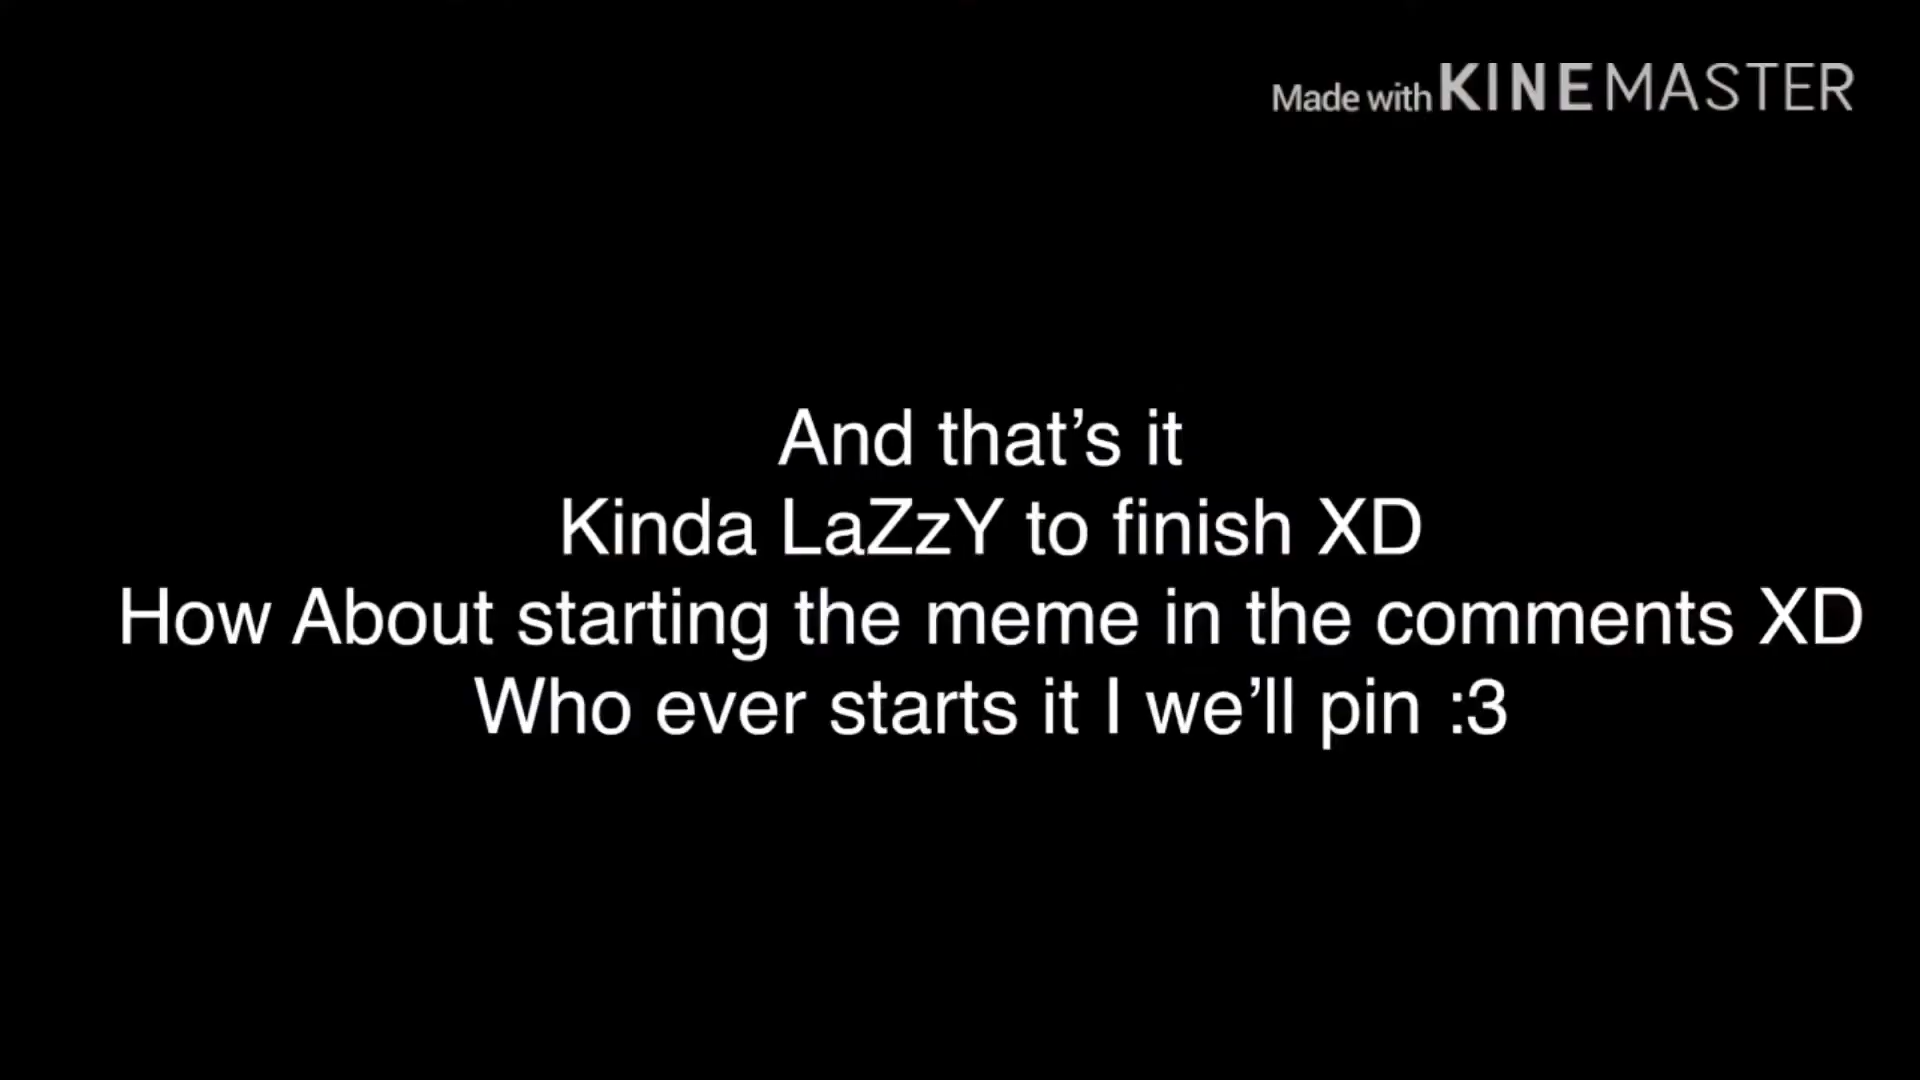 Made with KINEMASTER
And that’s it
Kinda LaZzY to finish XD
How About starting the meme in the comments XD
Who ever starts it I we’ll pin :3